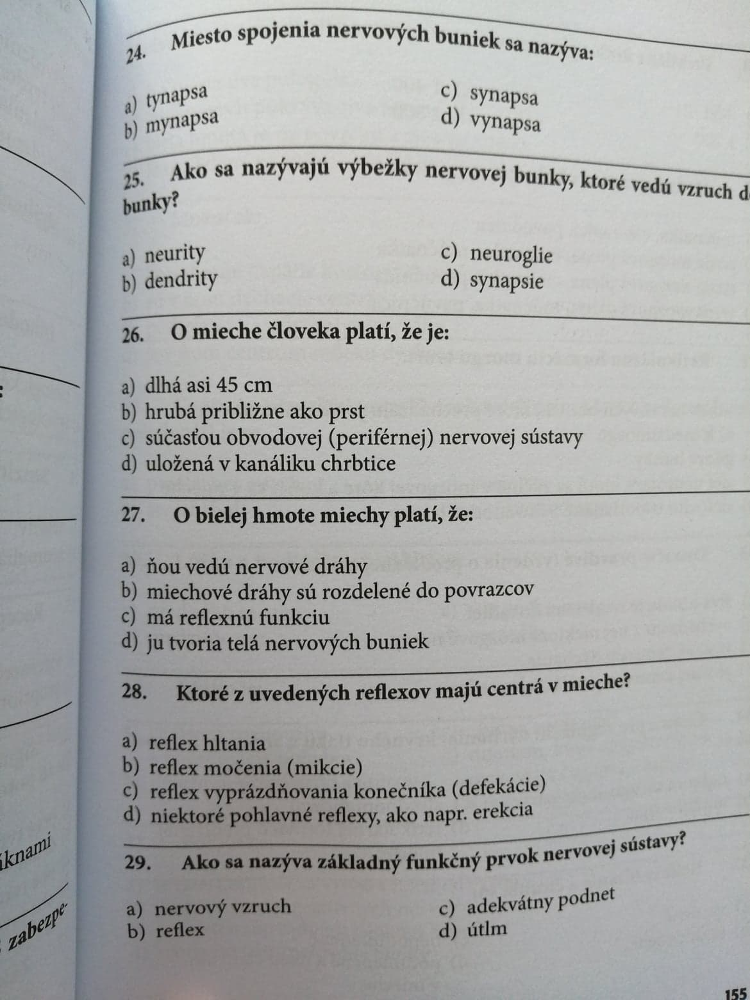 24. Miesto spojenia nervových buniek sa nazýva:
a) tynapsa
b) mynapsa
c) synapsa
d) vynapsa
25. Ako sa nazývajú výbežky nervovej bunky, ktoré vedú vzruch
bunky?
a) neurity
b) dendrity
c) neuroglie
d) synapsie
26. O mieche človeka platí, že je:
a) dlhá asi 45 cm
b) hrubá približne ako prst
c) súčasťou obvodovej (periférnej) nervovej sústavy
d) uložená v kanáliku chrbtice
27. O bielej hmote miechy platí, že:
a) ňou vedú nervové dráhy
b) miechové dráhy sú rozdelené do povrazcov
c) má reflexnú funkciu
d) ju tvoria telá nervových buniek
28. Ktoré z uvedených reflexov majú centrá v mieche?
a) reflex hltania
b) reflex močenia (mikcie)
c) reflex vyprázdňovania konečníka (defekácie)
d) niektoré pohlavné reflexy, ako napr. erekcia
29. Ako sa nazýva základný funkčný prvok nervovej sústavy?
a) nervový vzruch
b) reflex
c) adekvátny podnet
d) útlm
155
zabezpe-